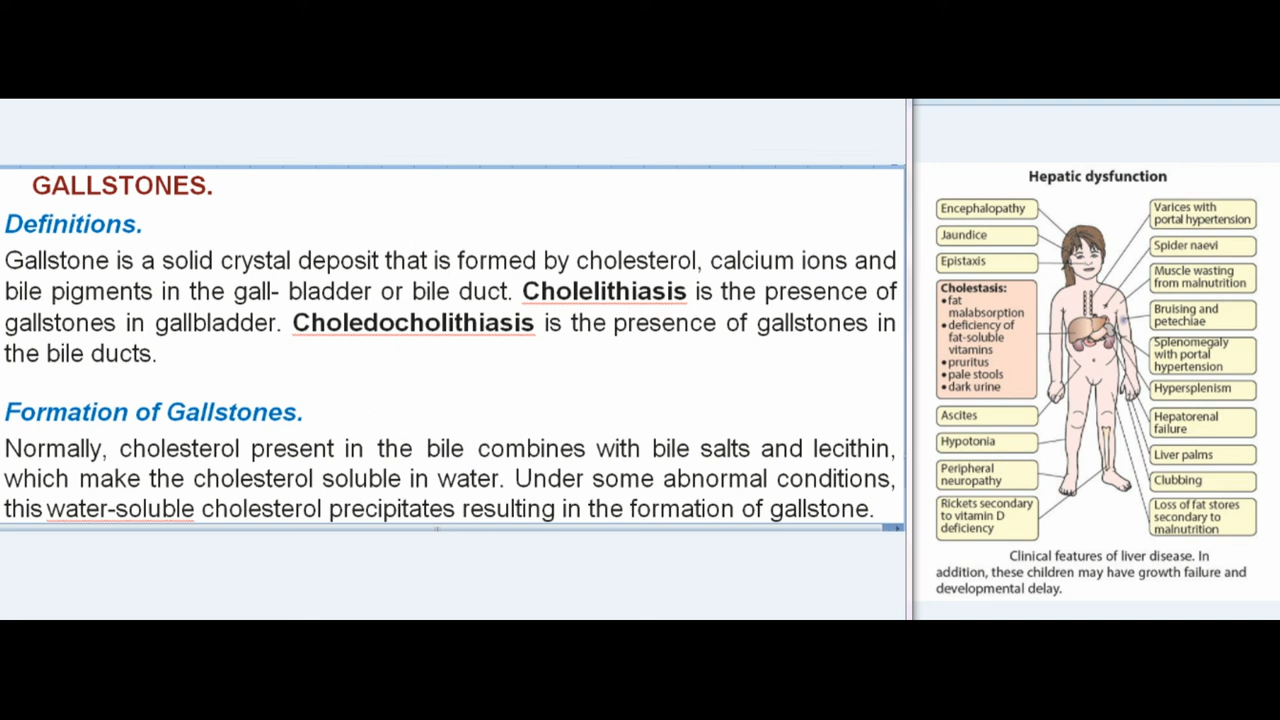 GALLSTONES.
Definitions.
Gallstone is a solid crystal deposit that is formed by cholesterol, calcium ions and
bile pigments in the gall- bladder or bile duct. Cholelithiasis is the presence of
gallstones in gallbladder. Choledocholithiasis is the presence of gallstones in
the bile ducts.
Formation of Gallstones.
Normally, cholesterol present in the bile combines with bile salts and lecithin,
which make the cholesterol soluble in water. Under some abnormal conditions,
this water-soluble cholesterol precipitates resulting in the formation of gallstone.
Hepatic dysfunction
Encephalopathy
Jaundice
Epistaxis
Cholestasis:
• fat
malabsorption
• deficiency of
fat-soluble
vitamins
• pruritus
• pale stools
• dark urine
Ascites
Hypotonia
Peripheral
neuropathy
Rickets secondary
to vitamin D
deficiency
Varices with
portal hypertension
Spider naevi
Muscle wasting
from malnutrition
Bruising and
petechiae
Splenomegaly
with portal
hypertension
Hypersplenism
Hepatorenal
failure
Liver palms
Clubbing
Loss of fat stores
secondary to
malnutrition
Clinical features of liver disease. In
addition, these children may have growth failure and
developmental delay.